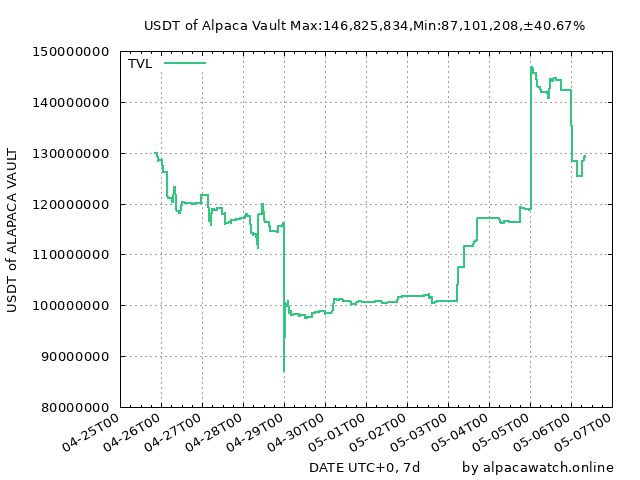 USDT of Alpaca Vault Max:146,825,834,Min:87,101,208,±40.67%
TVL
150000000
140000000
130000000
120000000
110000000
100000000
90000000
80000000
USDT of ALAPACA VAULT
04-25T00
04-26T00
04-27T00
04-28T00
04-29T00
04-30T00
05-01T00
05-02T00
05-03T00
05-04T00
05-05T00
05-06T00
05-07T00
DATE UTC+0, 7d
by alpacawatch.online